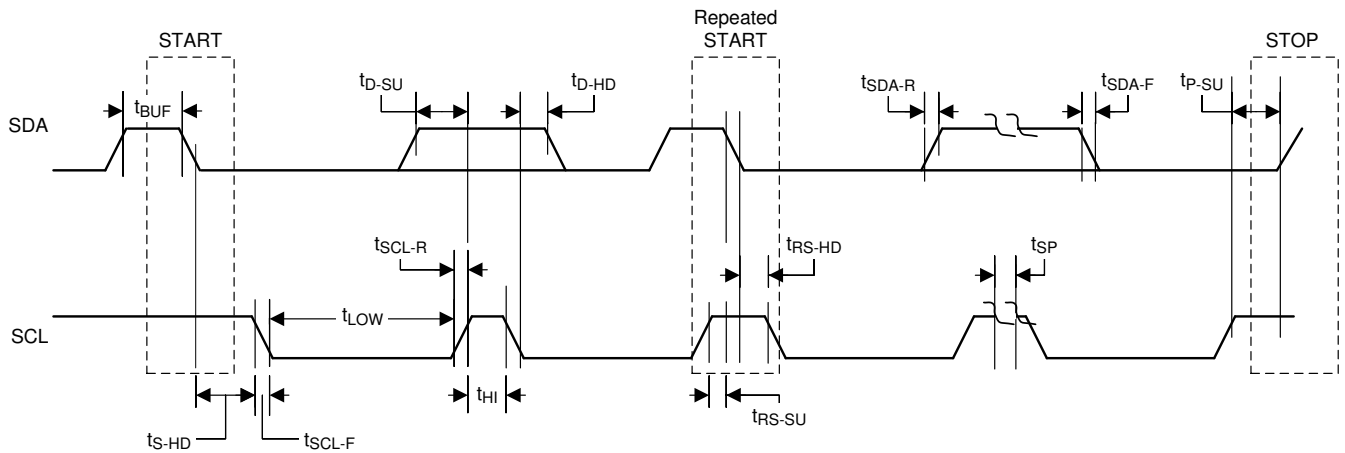 Repeated
START START STOP
tD-SU tD-HD tSDA-R tSDA-F tP-SU
tBUF
SDA
tSCL-R tRS-HD tSP
tLOW
SCL
tHI
tRS-SU
tS-HD tSCL-F